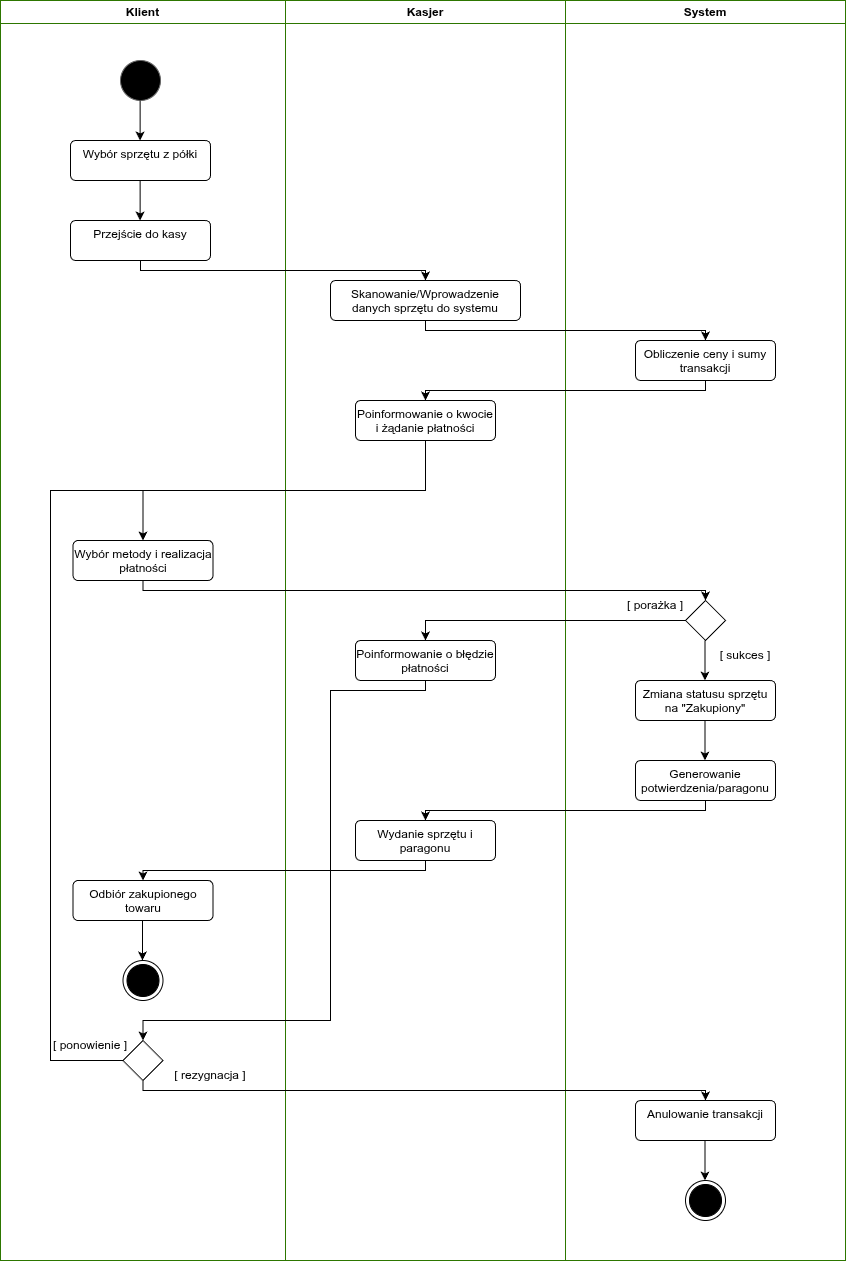 Klient
Kasjer
System
Wybór sprzętu z półki
Przejście do kasy
Skanowanie/Wprowadzenie
danych sprzętu do systemu
Obliczenie ceny i sumy
transakcji
Poinformowanie o kwocie
i żądanie płatności
Wybór metody i realizacja
płatności
[ porażka ]
[ sukces ]
Poinformowanie o błędzie
płatności
Zmiana statusu sprzętu
na "Zakupiony"
Generowanie
potwierdzenia/paragonu
Wydanie sprzętu i
paragonu
Odbiór zakupionego
towaru
[ ponowienie ]
[ rezygnacja ]
Anulowanie transakcji